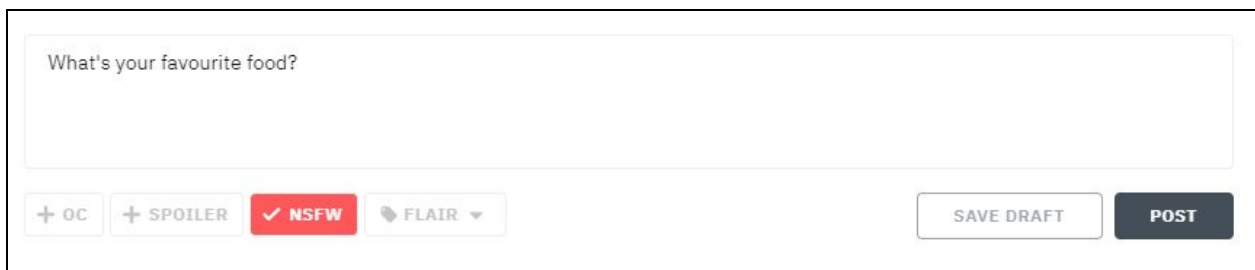 What's your favourite food?
+ OC + SPOILER ✓ NSFW FLAIR SAVE DRAFT POST